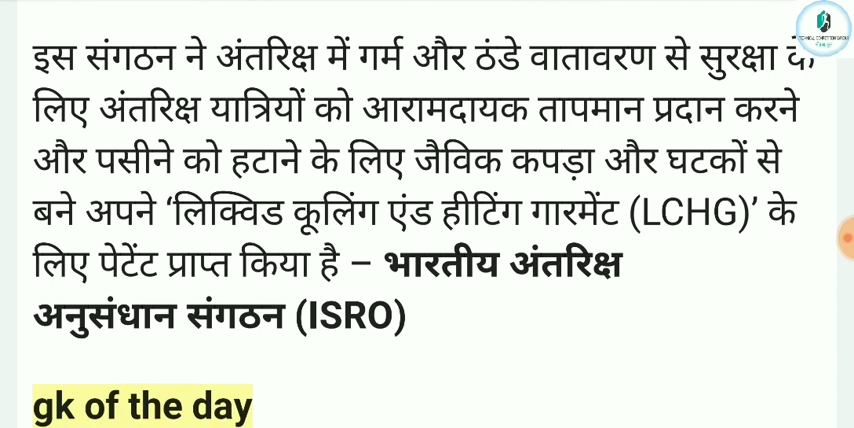 इस संगठन ने अंतरिक्ष में गर्म और ठंडे वातावरण से सुरक्षा के
लिए अंतरिक्ष यात्रियों को आरामदायक तापमान प्रदान करने
और पसीने को हटाने के लिए जैविक कपड़ा और घटकों से
बने अपने ‘लिक्विड कूलिंग एंड हीटिंग गारमेंट (LCHG)’ के
लिए पेटेंट प्राप्त किया है – भारतीय अंतरिक्ष
अनुसंधान संगठन (ISRO)
gk of the day